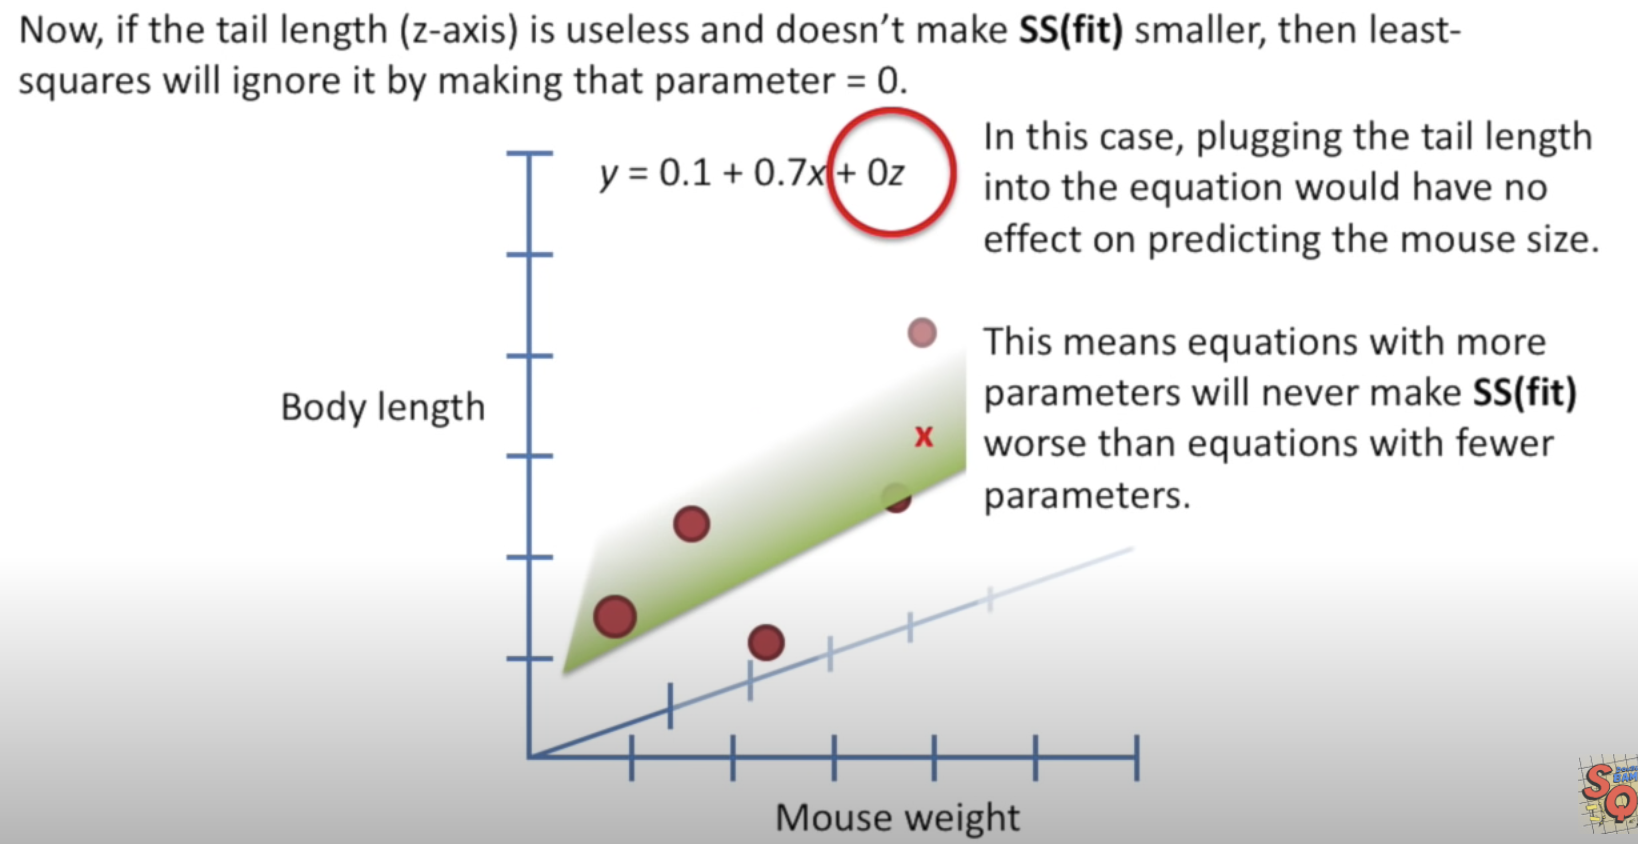 Now, if the tail length (z-axis) is useless and doesn’t make SS(fit) smaller, then least-
squares will ignore it by making that parameter = 0.
y = 0.1 + 0.7x + 0z
In this case, plugging the tail length
into the equation would have no
effect on predicting the mouse size.
This means equations with more
parameters will never make SS(fit)
worse than equations with fewer
parameters.
Body length
x
Mouse weight
SQ